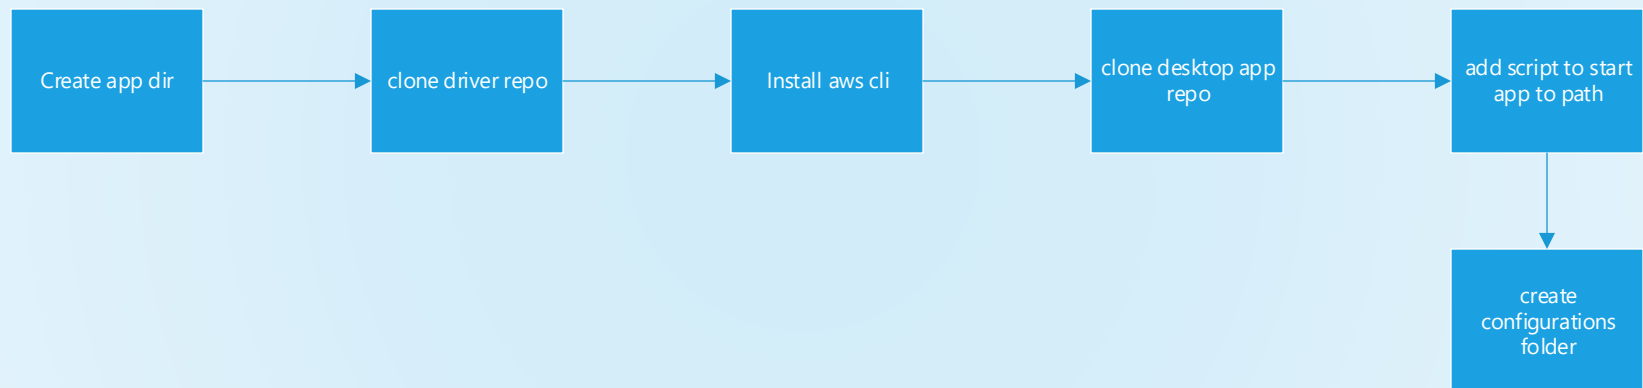 Create app dir
clone driver repo
Install aws cli
clone desktop app
repo
add script to start
app to path
create
configurations
folder